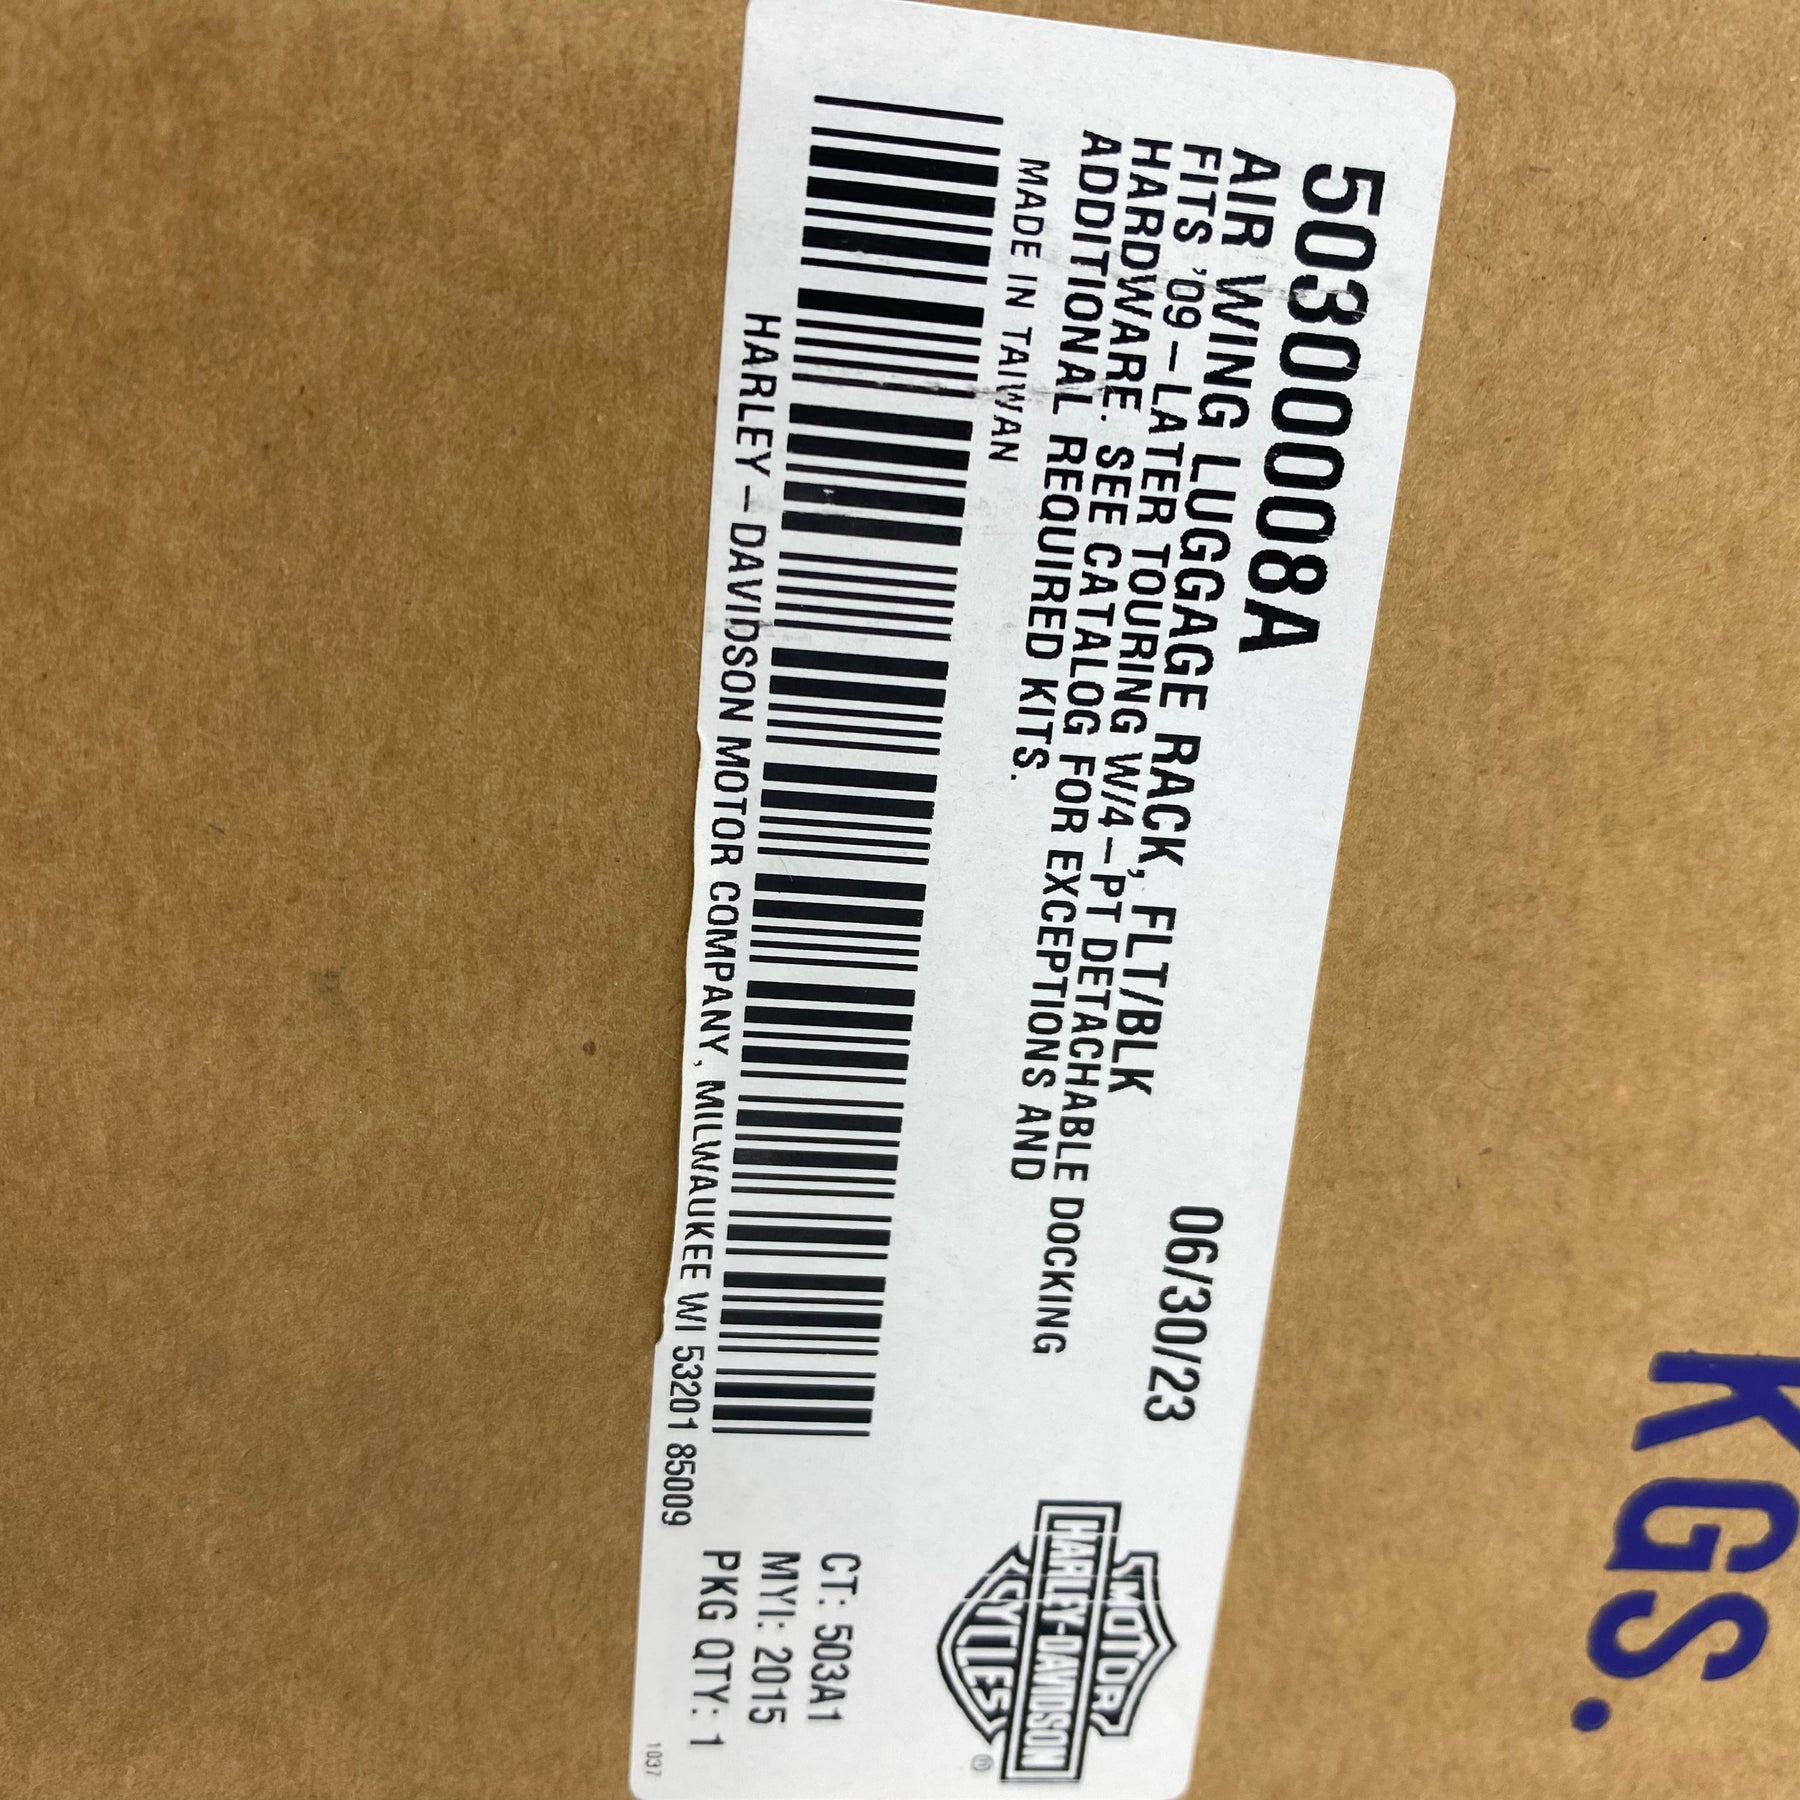 50300008A
AIR WING LUGGAGE RACK, FLT/BLK
06/30/23
FITS '09–LATER TOURING W/4–PT DETACHABLE DOCKING
HARDWARE. SEE CATALOG FOR EXCEPTIONS AND
ADDITIONAL REQUIRED KITS.
MADE IN TAIWAN
HARLEY–DAVIDSON MOTOR COMPANY, MILWAUKEE WI 53201 85009
MOTOR
HARLEY-DAVIDSON
CYCLES
®
CT: 503A1
MYI: 2015
PKG QTY: 1
1037
KGS.